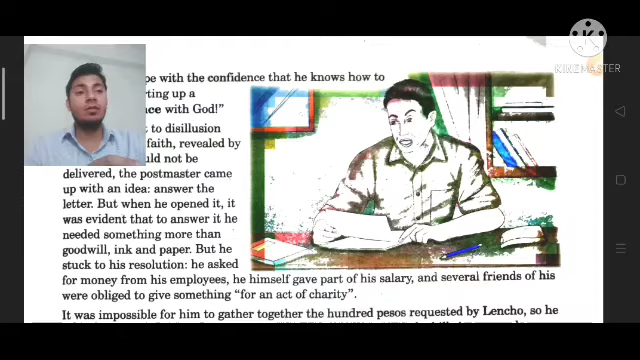 pe with the confidence that he knows how to
KINEMASTER
rting up a
ce with God!"
t to disillusion
faith, revealed by
uld not be
delivered, the postmaster came
up with an idea: answer the
letter. But when he opened it, it
was evident that to answer it he
needed something more than
goodwill, ink and paper. But he
stuck to his resolution: he asked
for money from his employees, he himself gave part of his salary, and several friends of his
were obliged to give something "for an act of charity".
It was impossible for him to gather together the hundred pesos requested by Lencho, so he